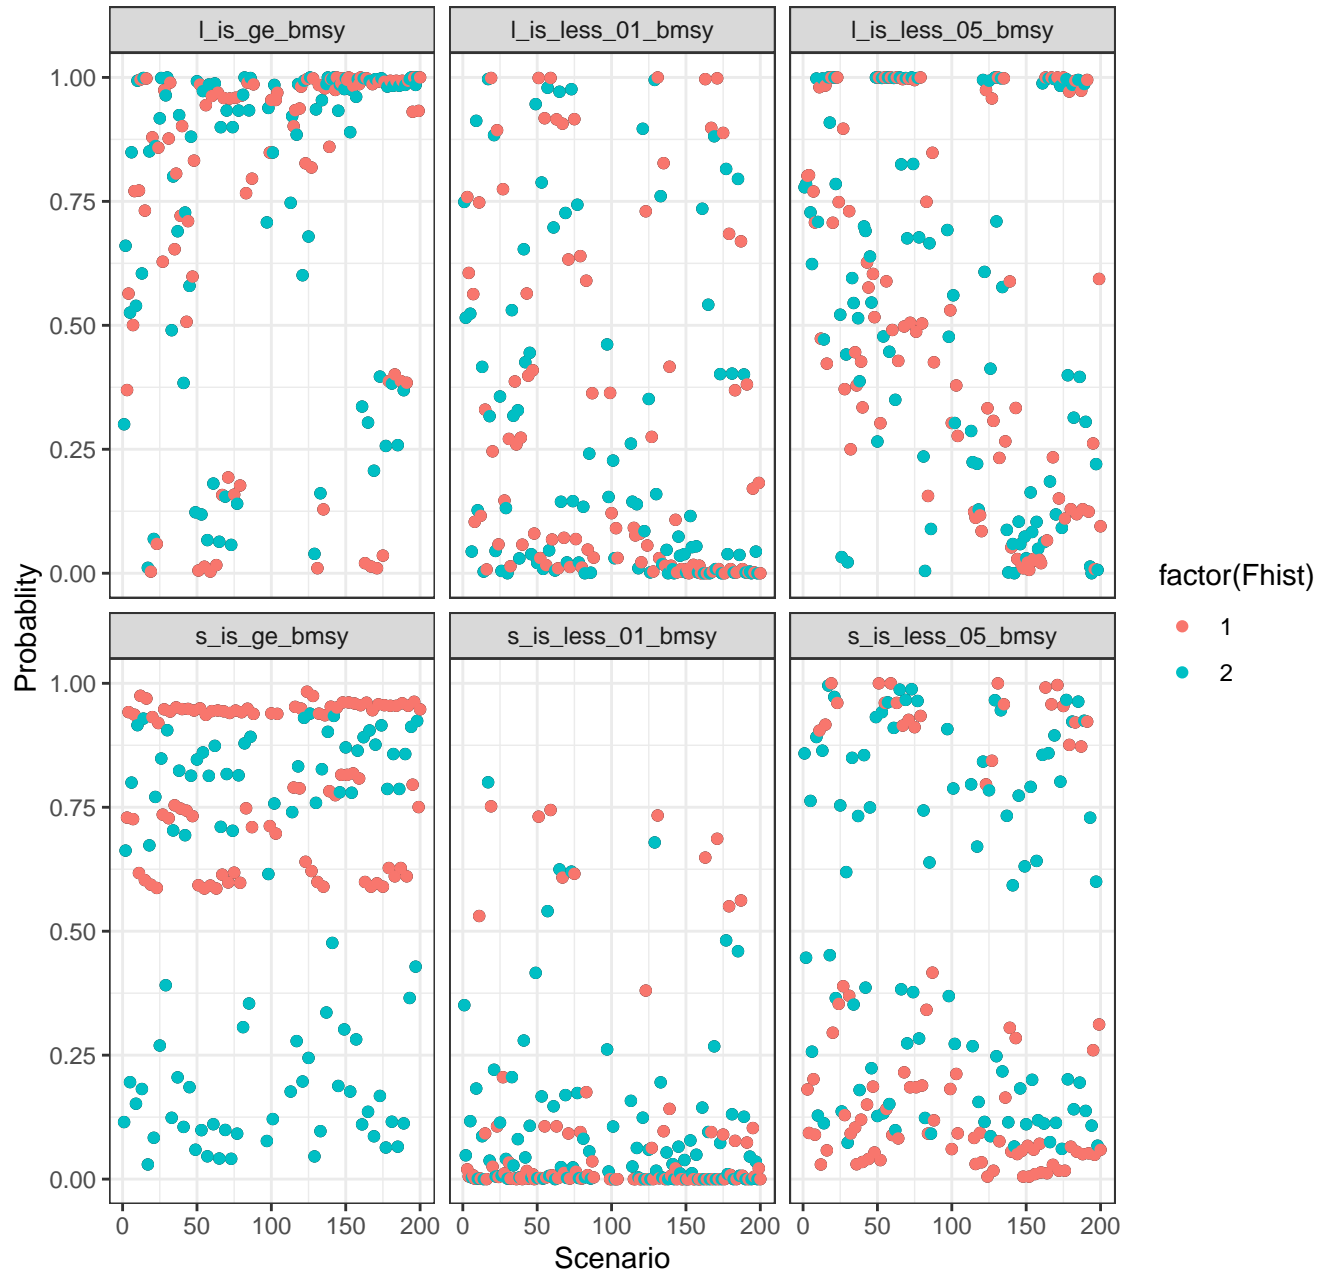 l_is_ge_bmsy
l_is_less_01_bmsy
l_is_less_05_bmsy
1.00
0.75
0.50
0.25
0.00
s_is_ge_bmsy
s_is_less_01_bmsy
s_is_less_05_bmsy
1.00
0.75
0.50
0.25
0.00
0 50 100 150 200
0 50 100 150 200
0 50 100 150 200
Scenario
Probablity
factor(Fhist)
1
2